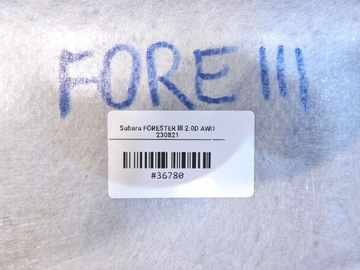 FORE III
Subaru FORESTER III 2.0D AWD
230821
#36780